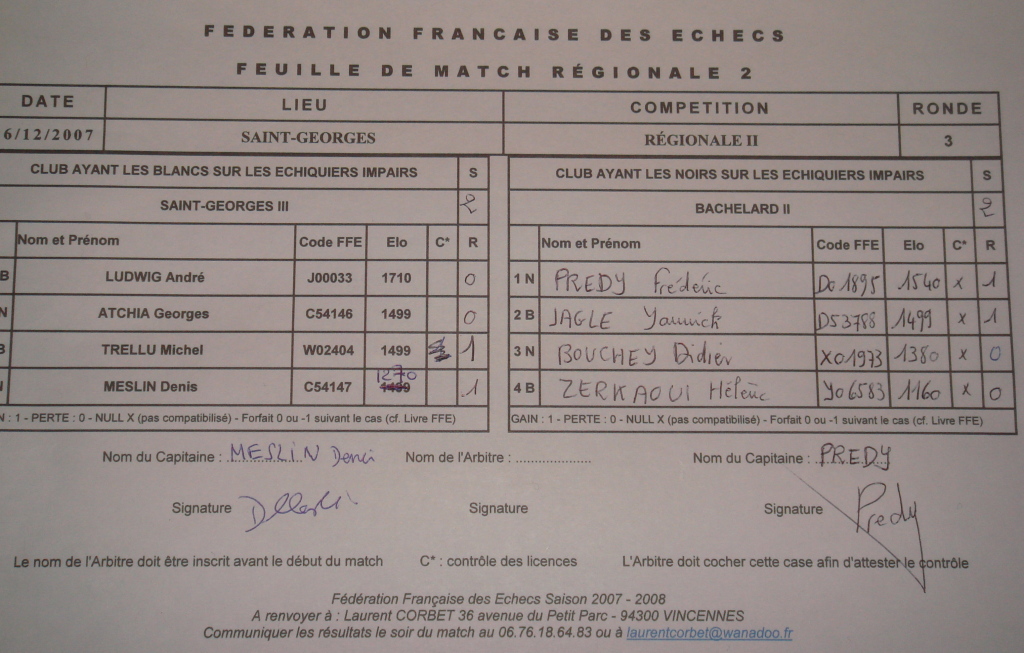 FEDERATION FRANCAISE DES ECHECS
FEUILLE DE MATCH RÉGIONALE 2
DATE LIEU COMPETITION RONDE
6/12/2007 SAINT-GEORGES RÉGIONALE II 3
CLUB AYANT LES BLANCS SUR LES ECHIQUIERS IMPAIRS S CLUB AYANT LES NOIRS SUR LES ECHIQUIERS IMPAIRS S
SAINT-GEORGES III 2 BACHELARD II 2
Nom et Prénom Code FFE Elo C* R Nom et Prénom Code FFE Elo C* R
B LUDWIG André J00033 1710 0 1 N PREDY Frédéric D01895 1540 x 1
N ATCHIA Georges C54146 1499 0 2 B JAGLE Yannick D53788 1499 x 1
B TRELLU Michel W02404 1499 1 3 N BOUCHEY Didier X01973 1380 x 0
N MESLIN Denis C54147 1270 1499 1 4 B ZERKAOUI Hélène Y06583 1160 x 0
N : 1 - PERTE : 0 - NULL X (pas compatibilisé) - Forfait 0 ou -1 suivant le cas (cf. Livre FFE) GAIN : 1 - PERTE : 0 - NULL X (pas compatibilisé) - Forfait 0 ou -1 suivant le cas (cf. Livre FFE)
Nom du Capitaine : MESLIN Denis Nom de l'Arbitre : ..................... Nom du Capitaine : PREDY
Signature Signature Signature Predy
Le nom de l'Arbitre doit être inscrit avant le début du match C* : contrôle des licences L'Arbitre doit cocher cette case afin d'attester le contrôle
Fédération Française des Echecs Saison 2007 - 2008
A renvoyer à : Laurent CORBET 36 avenue du Petit Parc - 94300 VINCENNES
Communiquer les résultats le soir du match au 06.76.18.64.83 ou à laurentcorbet@wanadoo.fr